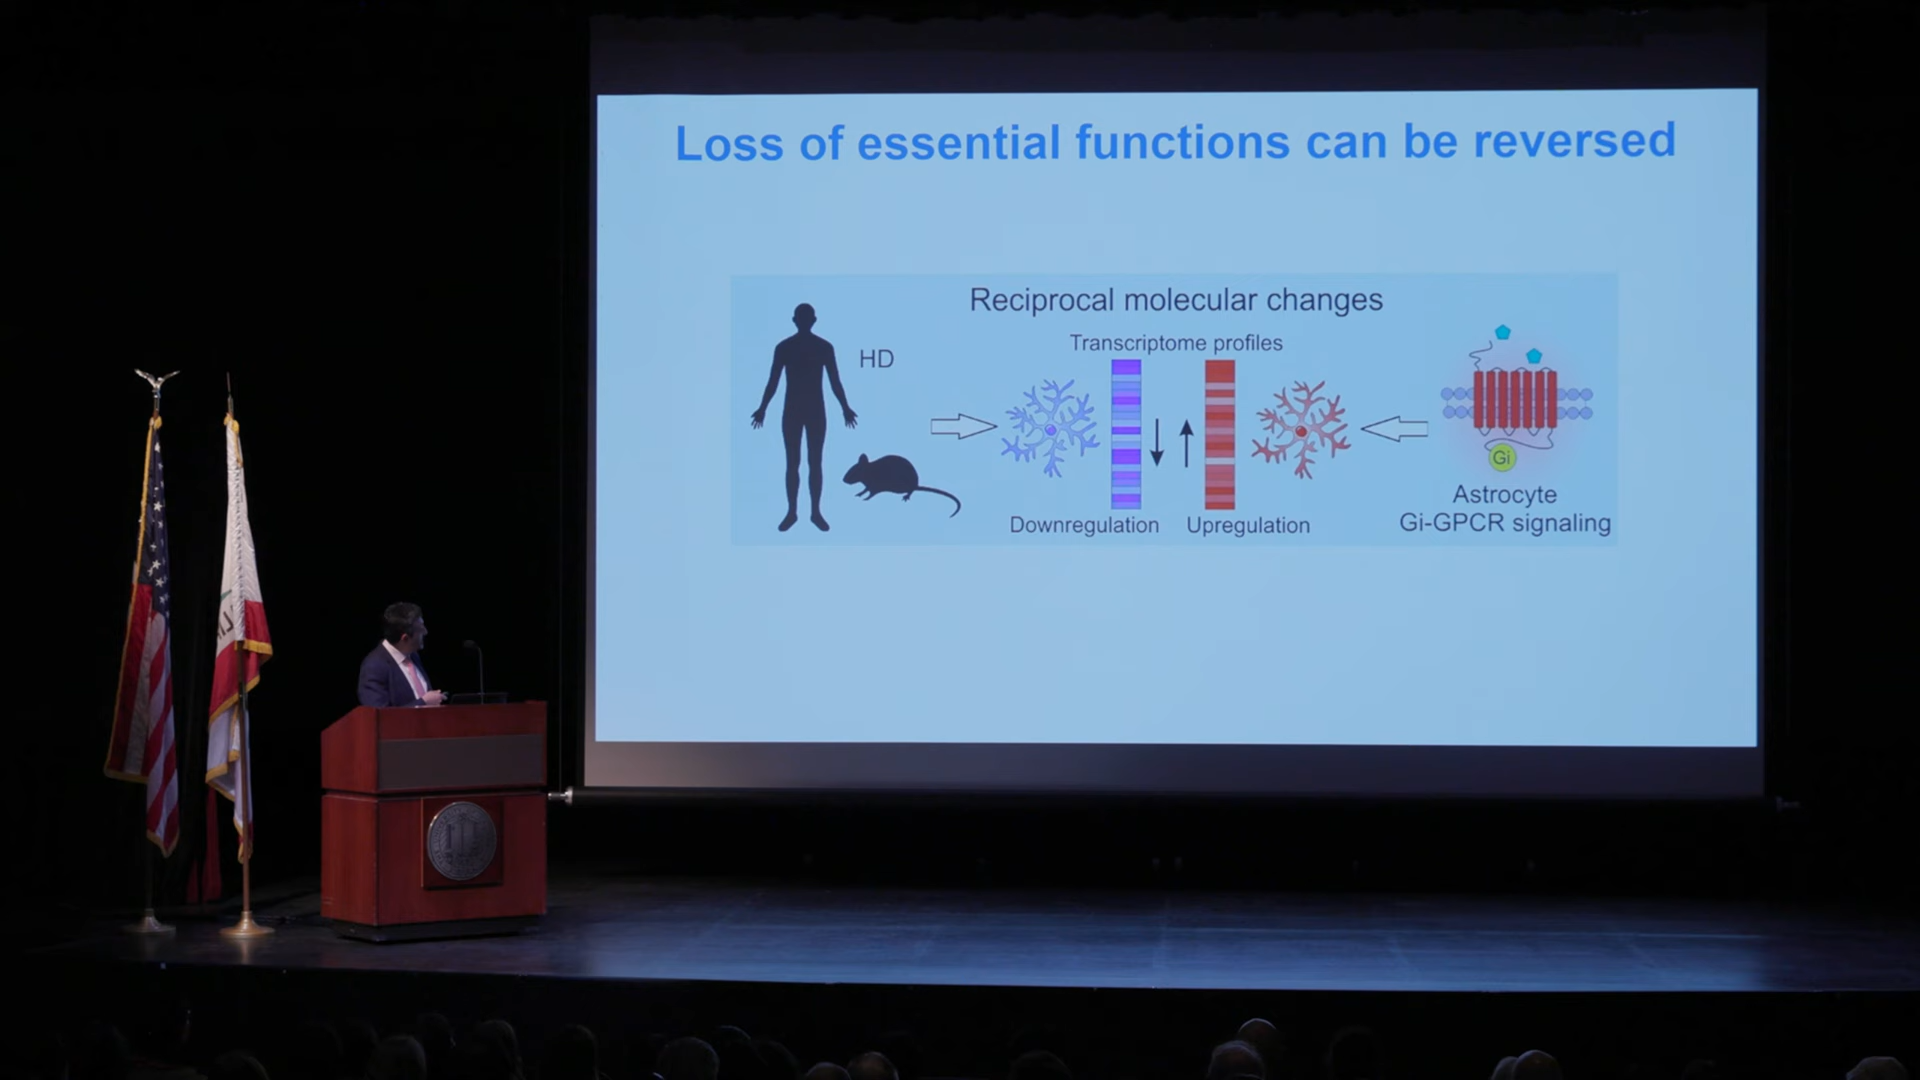 Loss of essential functions can be reversed
Reciprocal molecular changes
Transcriptome profiles
HD
Gi
Downregulation
Upregulation
Astrocyte
Gi-GPCR signaling